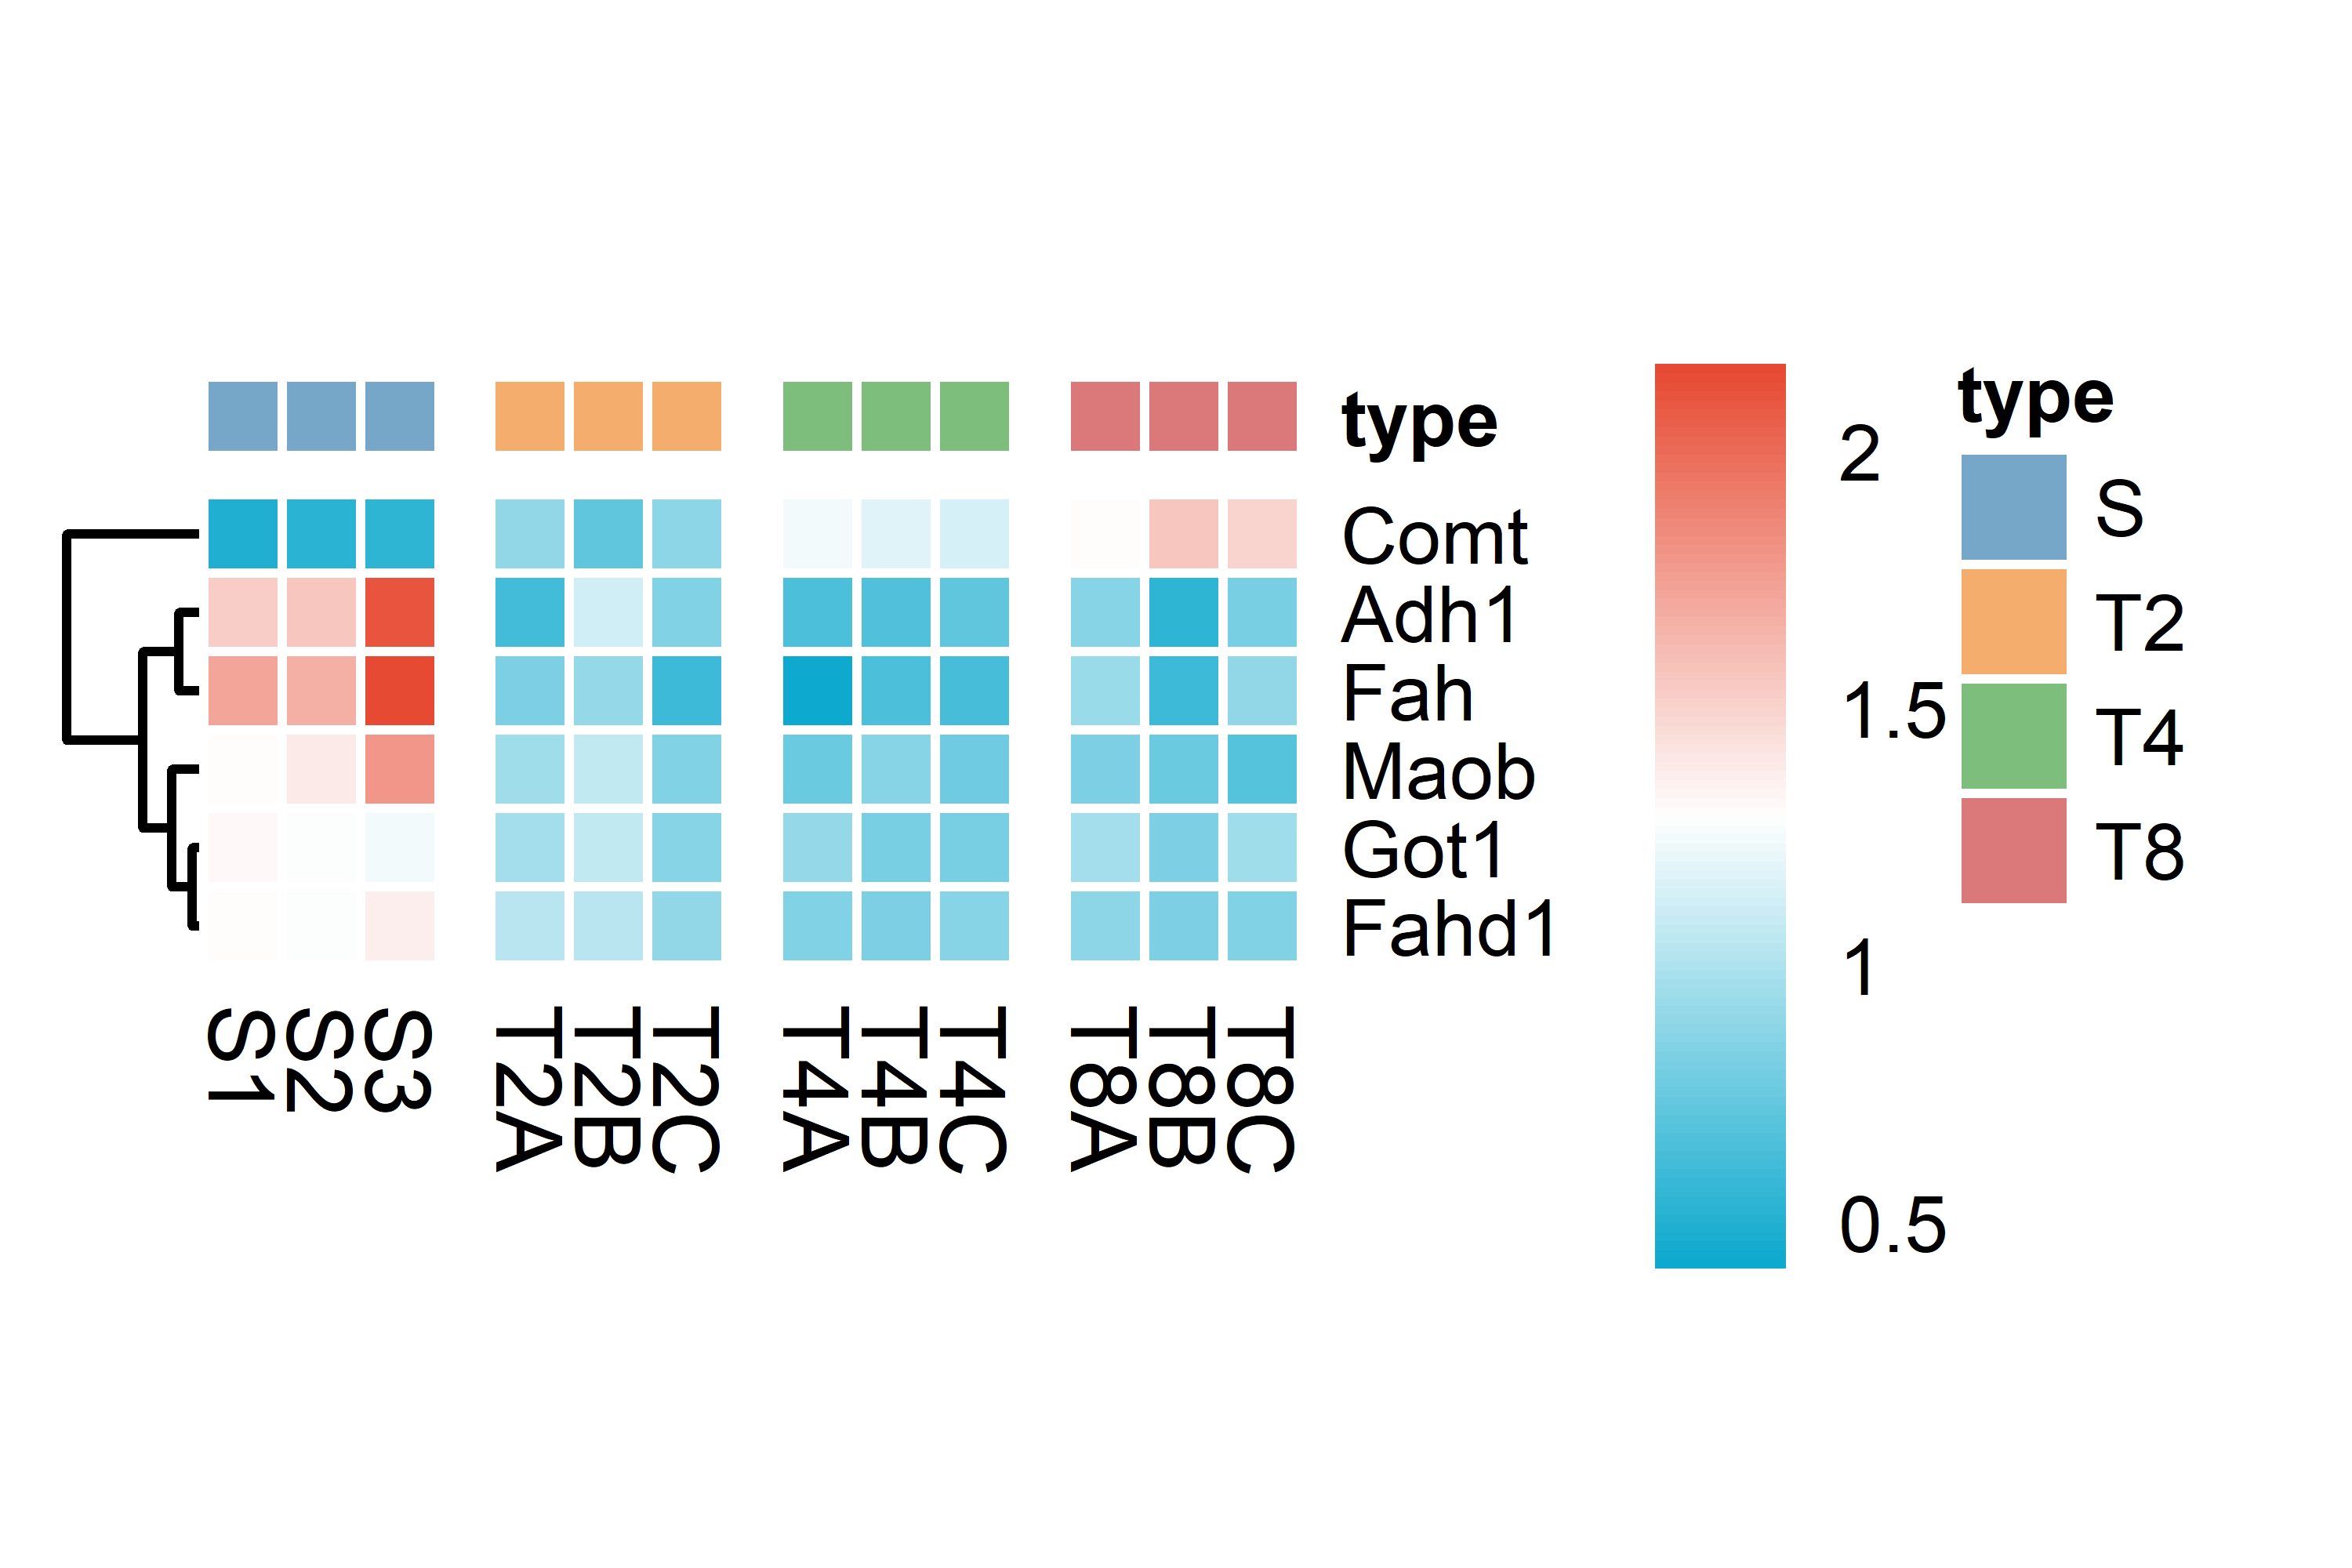 type
Comt
Adh1
Fah
Maob
Got1
Fahd1
S1
S2
S3
T2A
T2B
T2C
T4A
T4B
T4C
T8A
T8B
T8C
2
1.5
1
0.5
type
S
T2
T4
T8